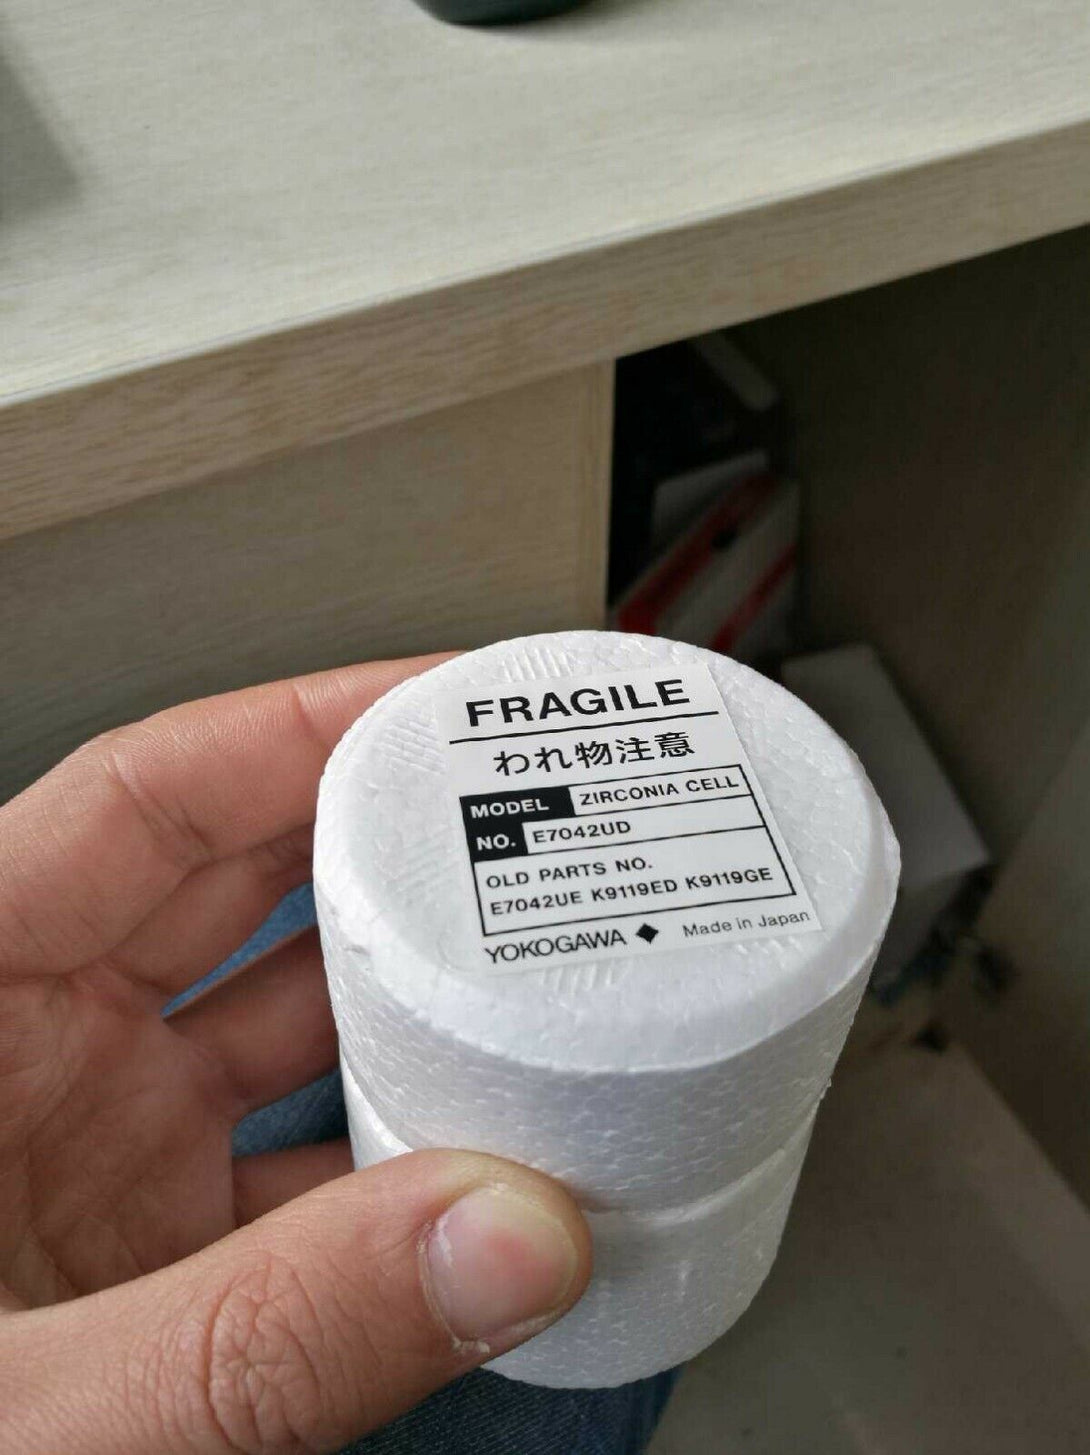 FRAGILE
われ物注意
MODEL ZIRCONIA CELL
NO. E7042UD
OLD PARTS NO.
E7042UE K9119ED K9119GE
YOKOGAWA ◆ Made in Japan